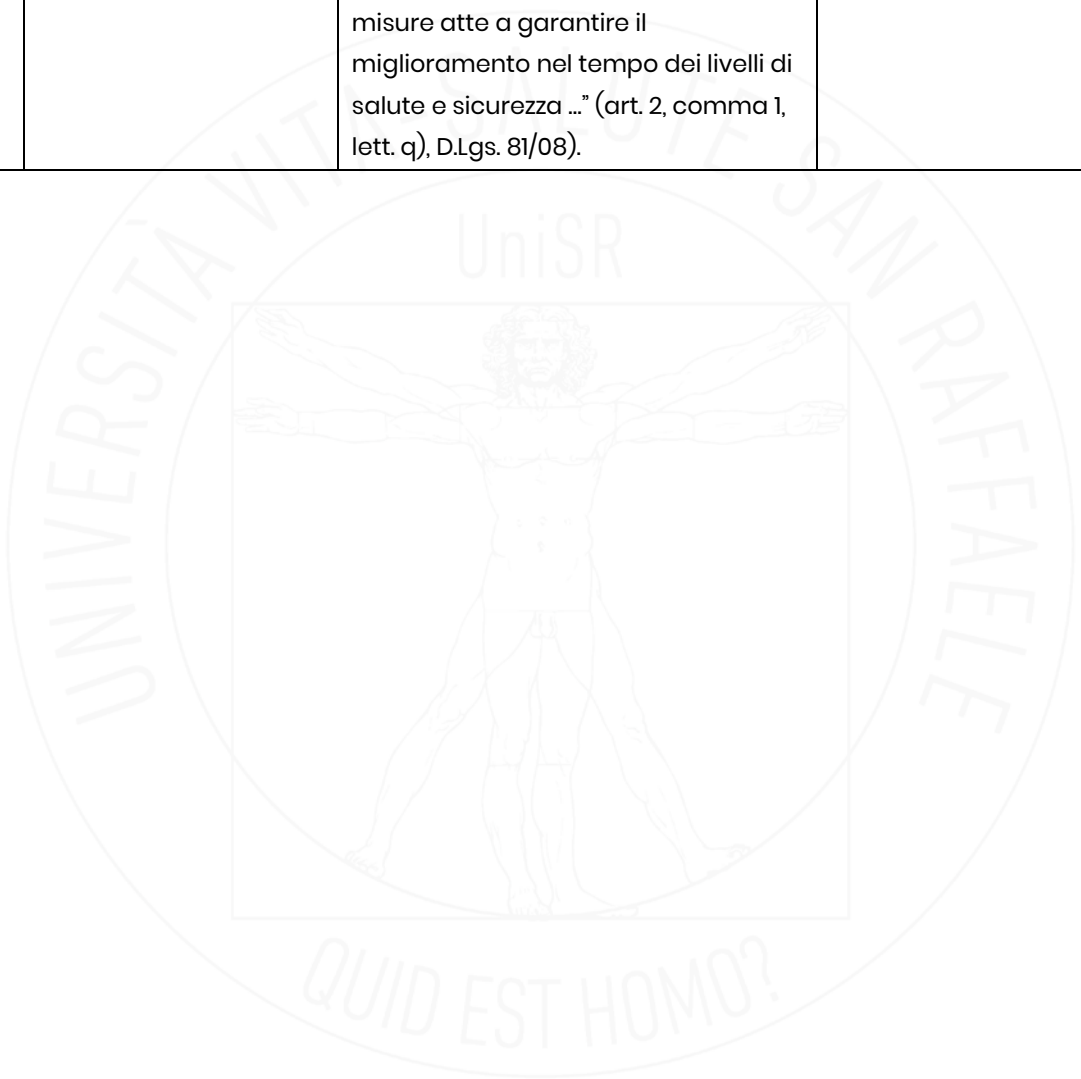 misure atte a garantire il
miglioramento nel tempo dei livelli di
salute e sicurezza …” (art. 2, comma 1,
lett. q), D.Lgs. 81/08).
UNIVERSITÀ VITA SALUTE SAN RAFFAELE
UniSR
QUID EST HOMO?